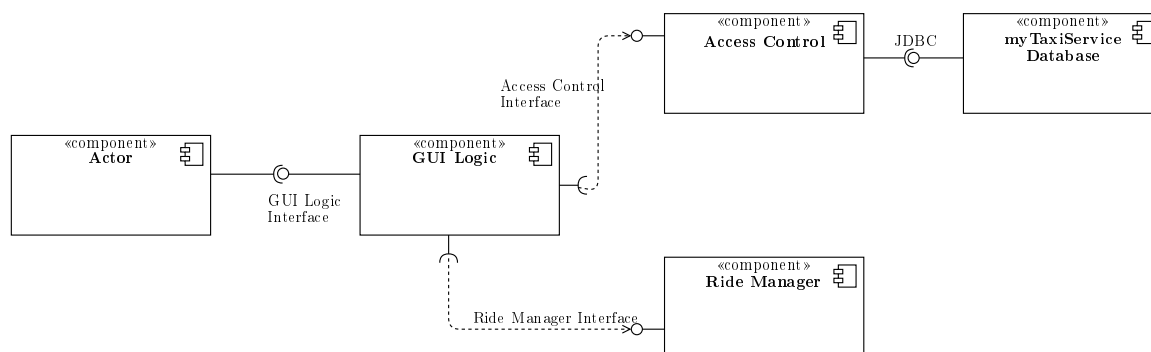 «component»
Actor
GUI Logic
Interface
«component»
GUI Logic
Access Control
Interface
«component»
Access Control
JDBC
«component»
myTaxiService
Database
Ride Manager Interface
«component»
Ride Manager